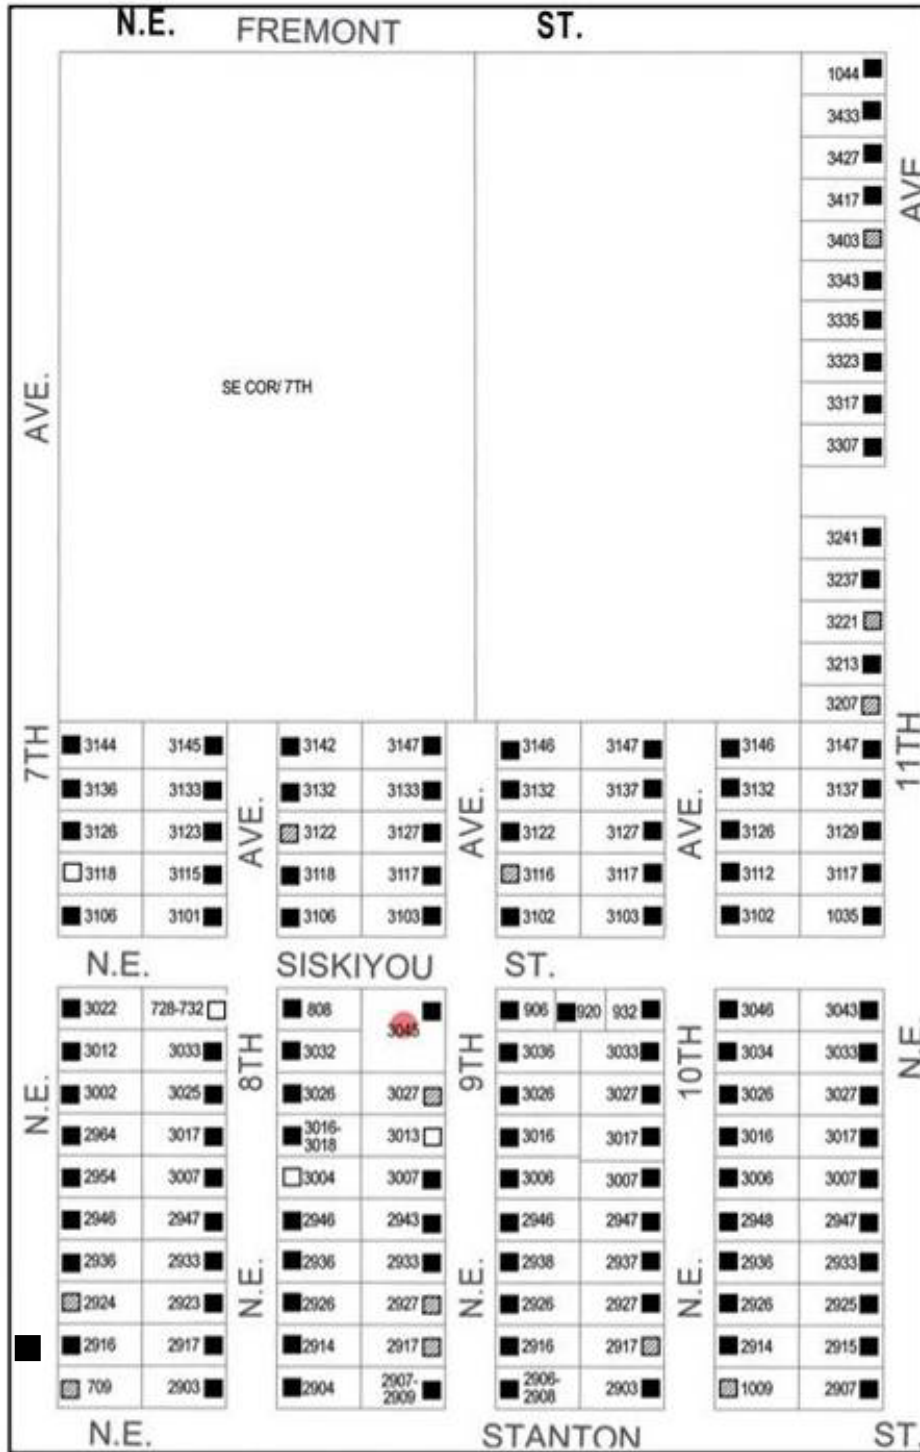 N.E. FREMONT ST.
1044
3433
3427
AVE
3417
3403
3343
3335
3323
3317
3307
AVE.
SE COR/ 7TH
3241
3237
3221
3213
3207
7TH
11TH
3144 3145 3142 3147 3146 3147 3146 3147
3136 3133 3132 3133 3132 3137 3132 3137
AVE. AVE. AVE.
3126 3123 3122 3127 3122 3127 3126 3129
3118 3115 3118 3117 3116 3117 3112 3117
3106 3101 3106 3103 3102 3103 3102 1035
N.E. SISKIYOU ST.
3022 728-732 808 3045 906 920 932 3046 3043
3012 3033 3032 3036 3033 3034 3033
8TH 9TH 10TH N.E.
N.E.
3002 3025 3026 3027 3026 3027 3026 3027
2964 3017 3016-
3018 3013 3016 3017 3016 3017
2954 3007 3004 3007 3006 3007 3006 3007
2946 2947 2946 2943 2946 2947 2948 2947
2936 2933 2936 2933 2938 2937 2936 2933
N.E. N.E. N.E.
2924 2923 2926 2927 2926 2927 2926 2925
2916 2917 2914 2917 2916 2917 2914 2915
709 2903 2904 2907-
2909 2906-
2908 2903 1009 2907
N.E. STANTON ST.